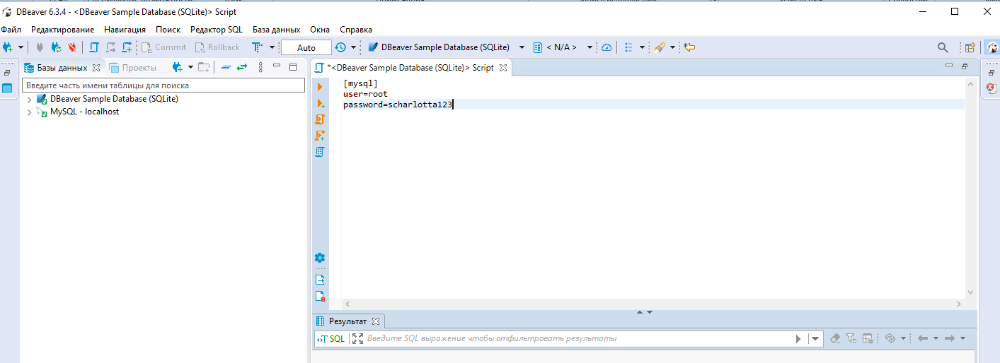 DBeaver 6.3.4 - <DBeaver Sample Database (SQLite)> Script
Файл Редактирование Навигация Поиск Редактор SQL База данных Окна Справка
Commit Rollback Auto DBeaver Sample Database (SQLite) < N/A >
Базы данных Проекты
*<DBeaver Sample Database (SQLite)> Script
Введите часть имени таблицы для поиска
DBeaver Sample Database (SQLite)
MySQL - localhost
[mysql]
user=root
password=scharlotta123
Результат
SQL Введите SQL выражение чтобы отфильтровать результаты